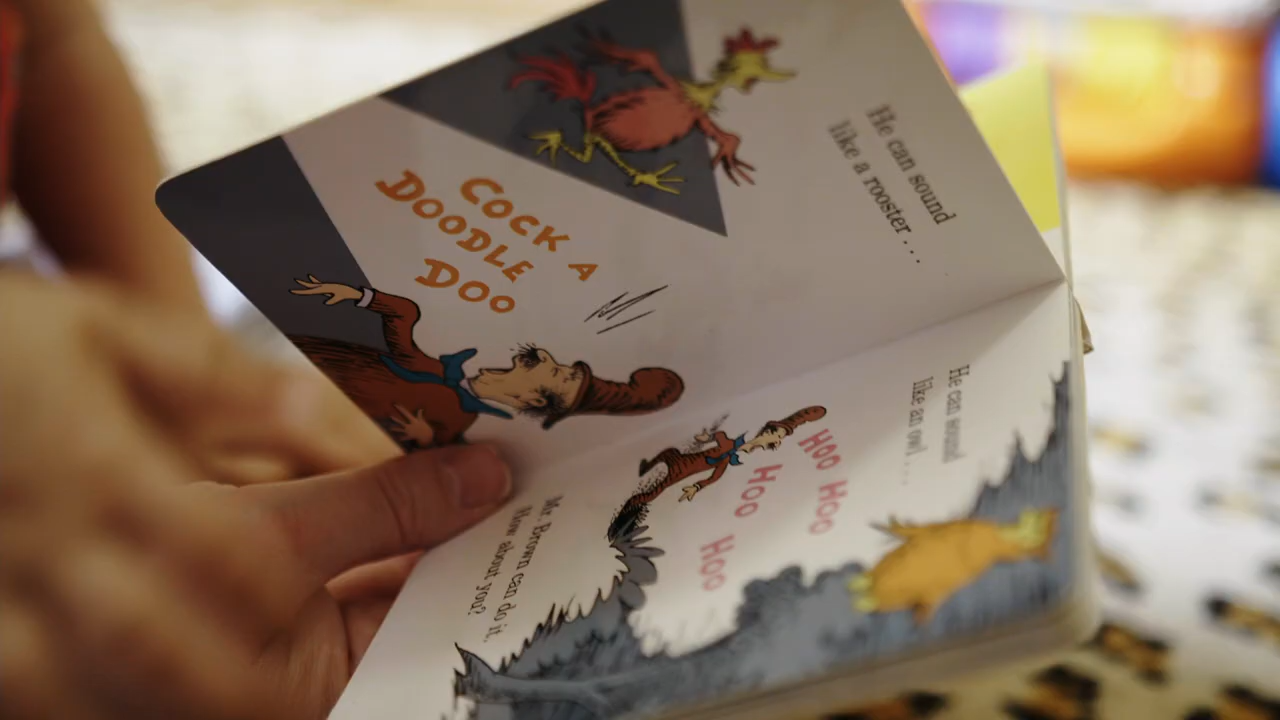 He can sound
like a rooster . . .
COCK A
DOODLE
DOO
He can sound
like an owl . . .
HOO HOO
HOO HOO
Mr. Brown can do it.
How about you?